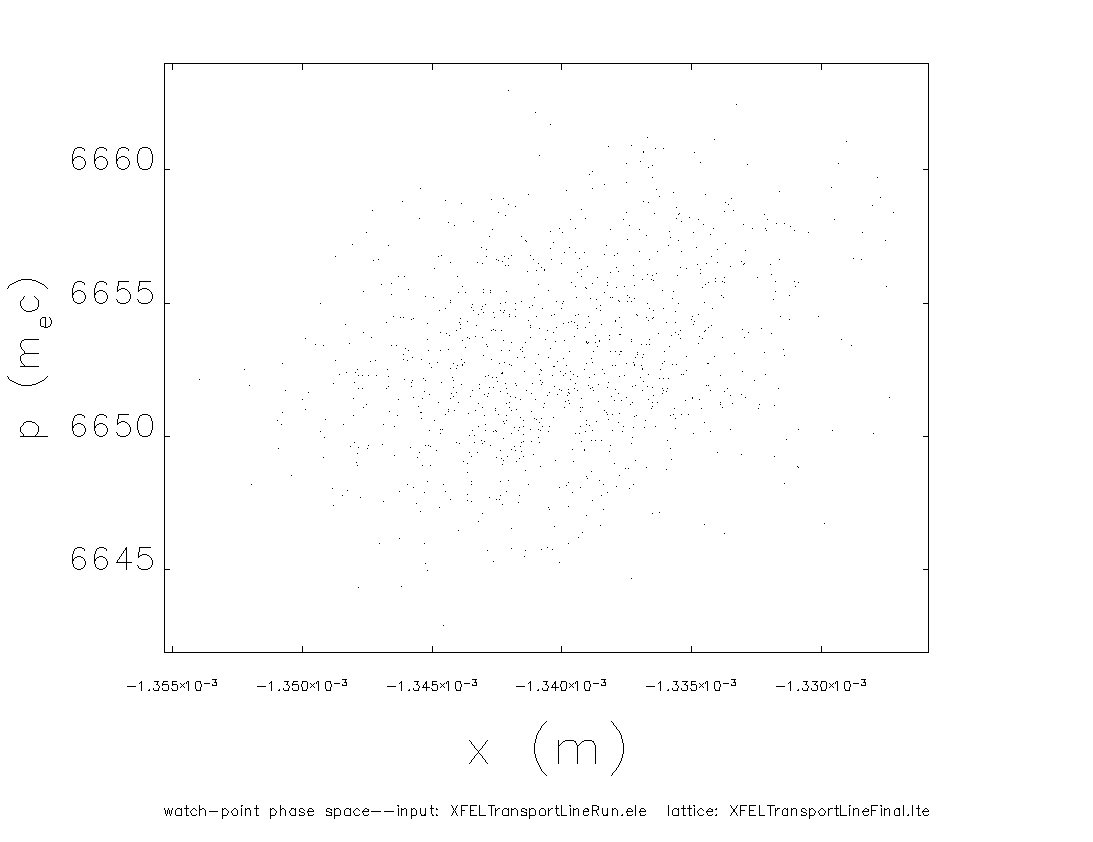 6660
6655
6650
6645
p (m_e c)
−1.355×10⁻³ −1.350×10⁻³ −1.345×10⁻³ −1.340×10⁻³ −1.335×10⁻³ −1.330×10⁻³
x (m)
watch−point phase space−−input: XFELTransportLineRun.ele lattice: XFELTransportLineFinal.lte